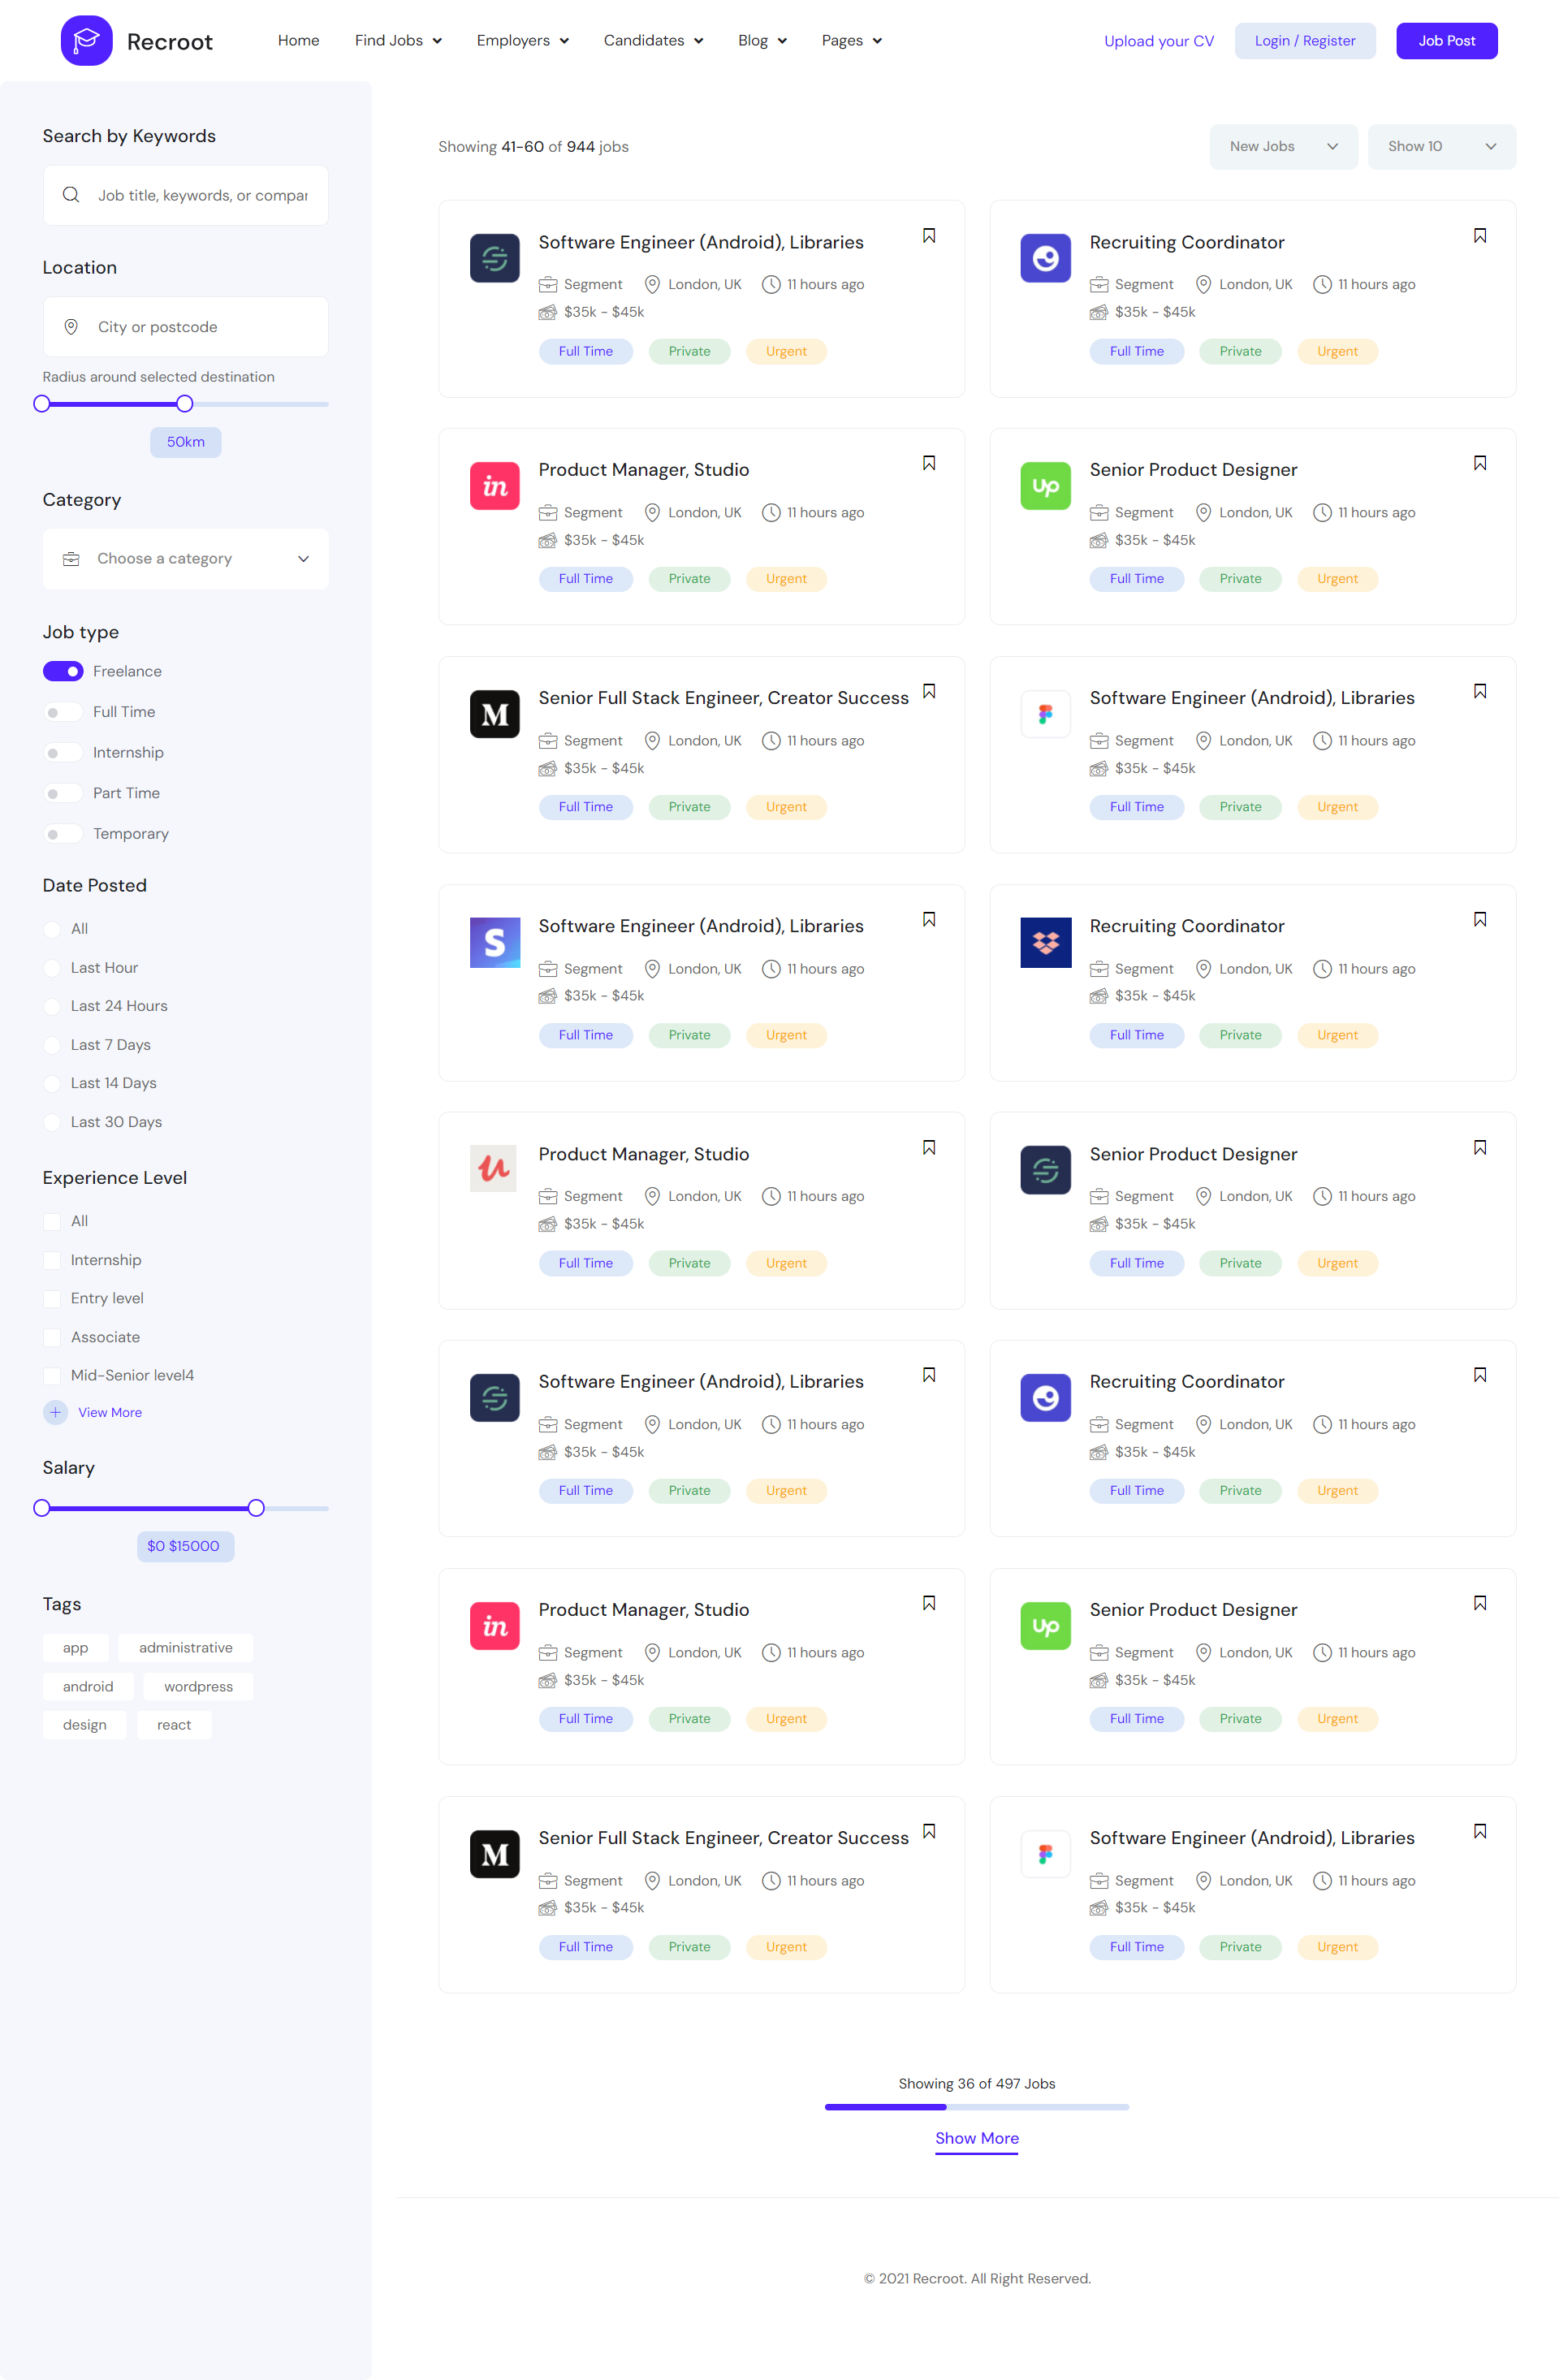 Recroot
Home Find Jobs Employers Candidates Blog Pages
Upload your CV Login / Register Job Post
Search by Keywords
Job title, keywords, or compar
Location
City or postcode
Radius around selected destination
50km
Category
Choose a category
Job type
Freelance
Full Time
Internship
Part Time
Temporary
Date Posted
All
Last Hour
Last 24 Hours
Last 7 Days
Last 14 Days
Last 30 Days
Experience Level
All
Internship
Entry level
Associate
Mid-Senior level4
View More
Salary
$0 $15000
Tags
app administrative
android wordpress
design react
Showing 41-60 of 944 jobs
New Jobs Show 10
Software Engineer (Android), Libraries
Segment London, UK 11 hours ago
$35k - $45k
Full Time Private Urgent
Recruiting Coordinator
Segment London, UK 11 hours ago
$35k - $45k
Full Time Private Urgent
in
Product Manager, Studio
Segment London, UK 11 hours ago
$35k - $45k
Full Time Private Urgent
Up
Senior Product Designer
Segment London, UK 11 hours ago
$35k - $45k
Full Time Private Urgent
M
Senior Full Stack Engineer, Creator Success
Segment London, UK 11 hours ago
$35k - $45k
Full Time Private Urgent
Software Engineer (Android), Libraries
Segment London, UK 11 hours ago
$35k - $45k
Full Time Private Urgent
S
Software Engineer (Android), Libraries
Segment London, UK 11 hours ago
$35k - $45k
Full Time Private Urgent
Recruiting Coordinator
Segment London, UK 11 hours ago
$35k - $45k
Full Time Private Urgent
u
Product Manager, Studio
Segment London, UK 11 hours ago
$35k - $45k
Full Time Private Urgent
Senior Product Designer
Segment London, UK 11 hours ago
$35k - $45k
Full Time Private Urgent
Software Engineer (Android), Libraries
Segment London, UK 11 hours ago
$35k - $45k
Full Time Private Urgent
Recruiting Coordinator
Segment London, UK 11 hours ago
$35k - $45k
Full Time Private Urgent
in
Product Manager, Studio
Segment London, UK 11 hours ago
$35k - $45k
Full Time Private Urgent
Up
Senior Product Designer
Segment London, UK 11 hours ago
$35k - $45k
Full Time Private Urgent
M
Senior Full Stack Engineer, Creator Success
Segment London, UK 11 hours ago
$35k - $45k
Full Time Private Urgent
Software Engineer (Android), Libraries
Segment London, UK 11 hours ago
$35k - $45k
Full Time Private Urgent
Showing 36 of 497 Jobs
Show More
© 2021 Recroot. All Right Reserved.